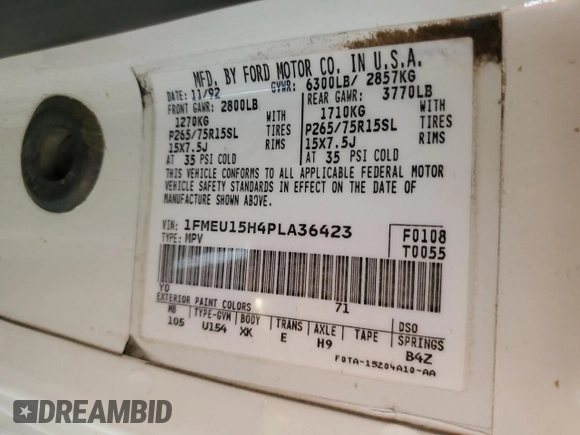 MFD. BY FORD MOTOR CO. IN U.S.A.
DATE: 11/92 GVWR: 6300LB/ 2857KG
FRONT GAWR: 2800LB REAR GAWR: 3770LB
1270KG WITH 1710KG WITH
P265/75R15SL TIRES P265/75R15SL TIRES
15X7.5J RIMS 15X7.5J RIMS
AT 35 PSI COLD AT 35 PSI COLD
THIS VEHICLE CONFORMS TO ALL APPLICABLE FEDERAL MOTOR
VEHICLE SAFETY STANDARDS IN EFFECT ON THE DATE OF
MANUFACTURE SHOWN ABOVE.
VIN: 1FMEU15H4PLA36423 F0108
TYPE: MPV T0055
YO 71
EXTERIOR PAINT COLORS DSO
WB TYPE-GVW BODY TRANS AXLE TAPE SPRINGS
105 U154 XK E H9 B4Z
F0TA-15204A10-AA
DREAMBID